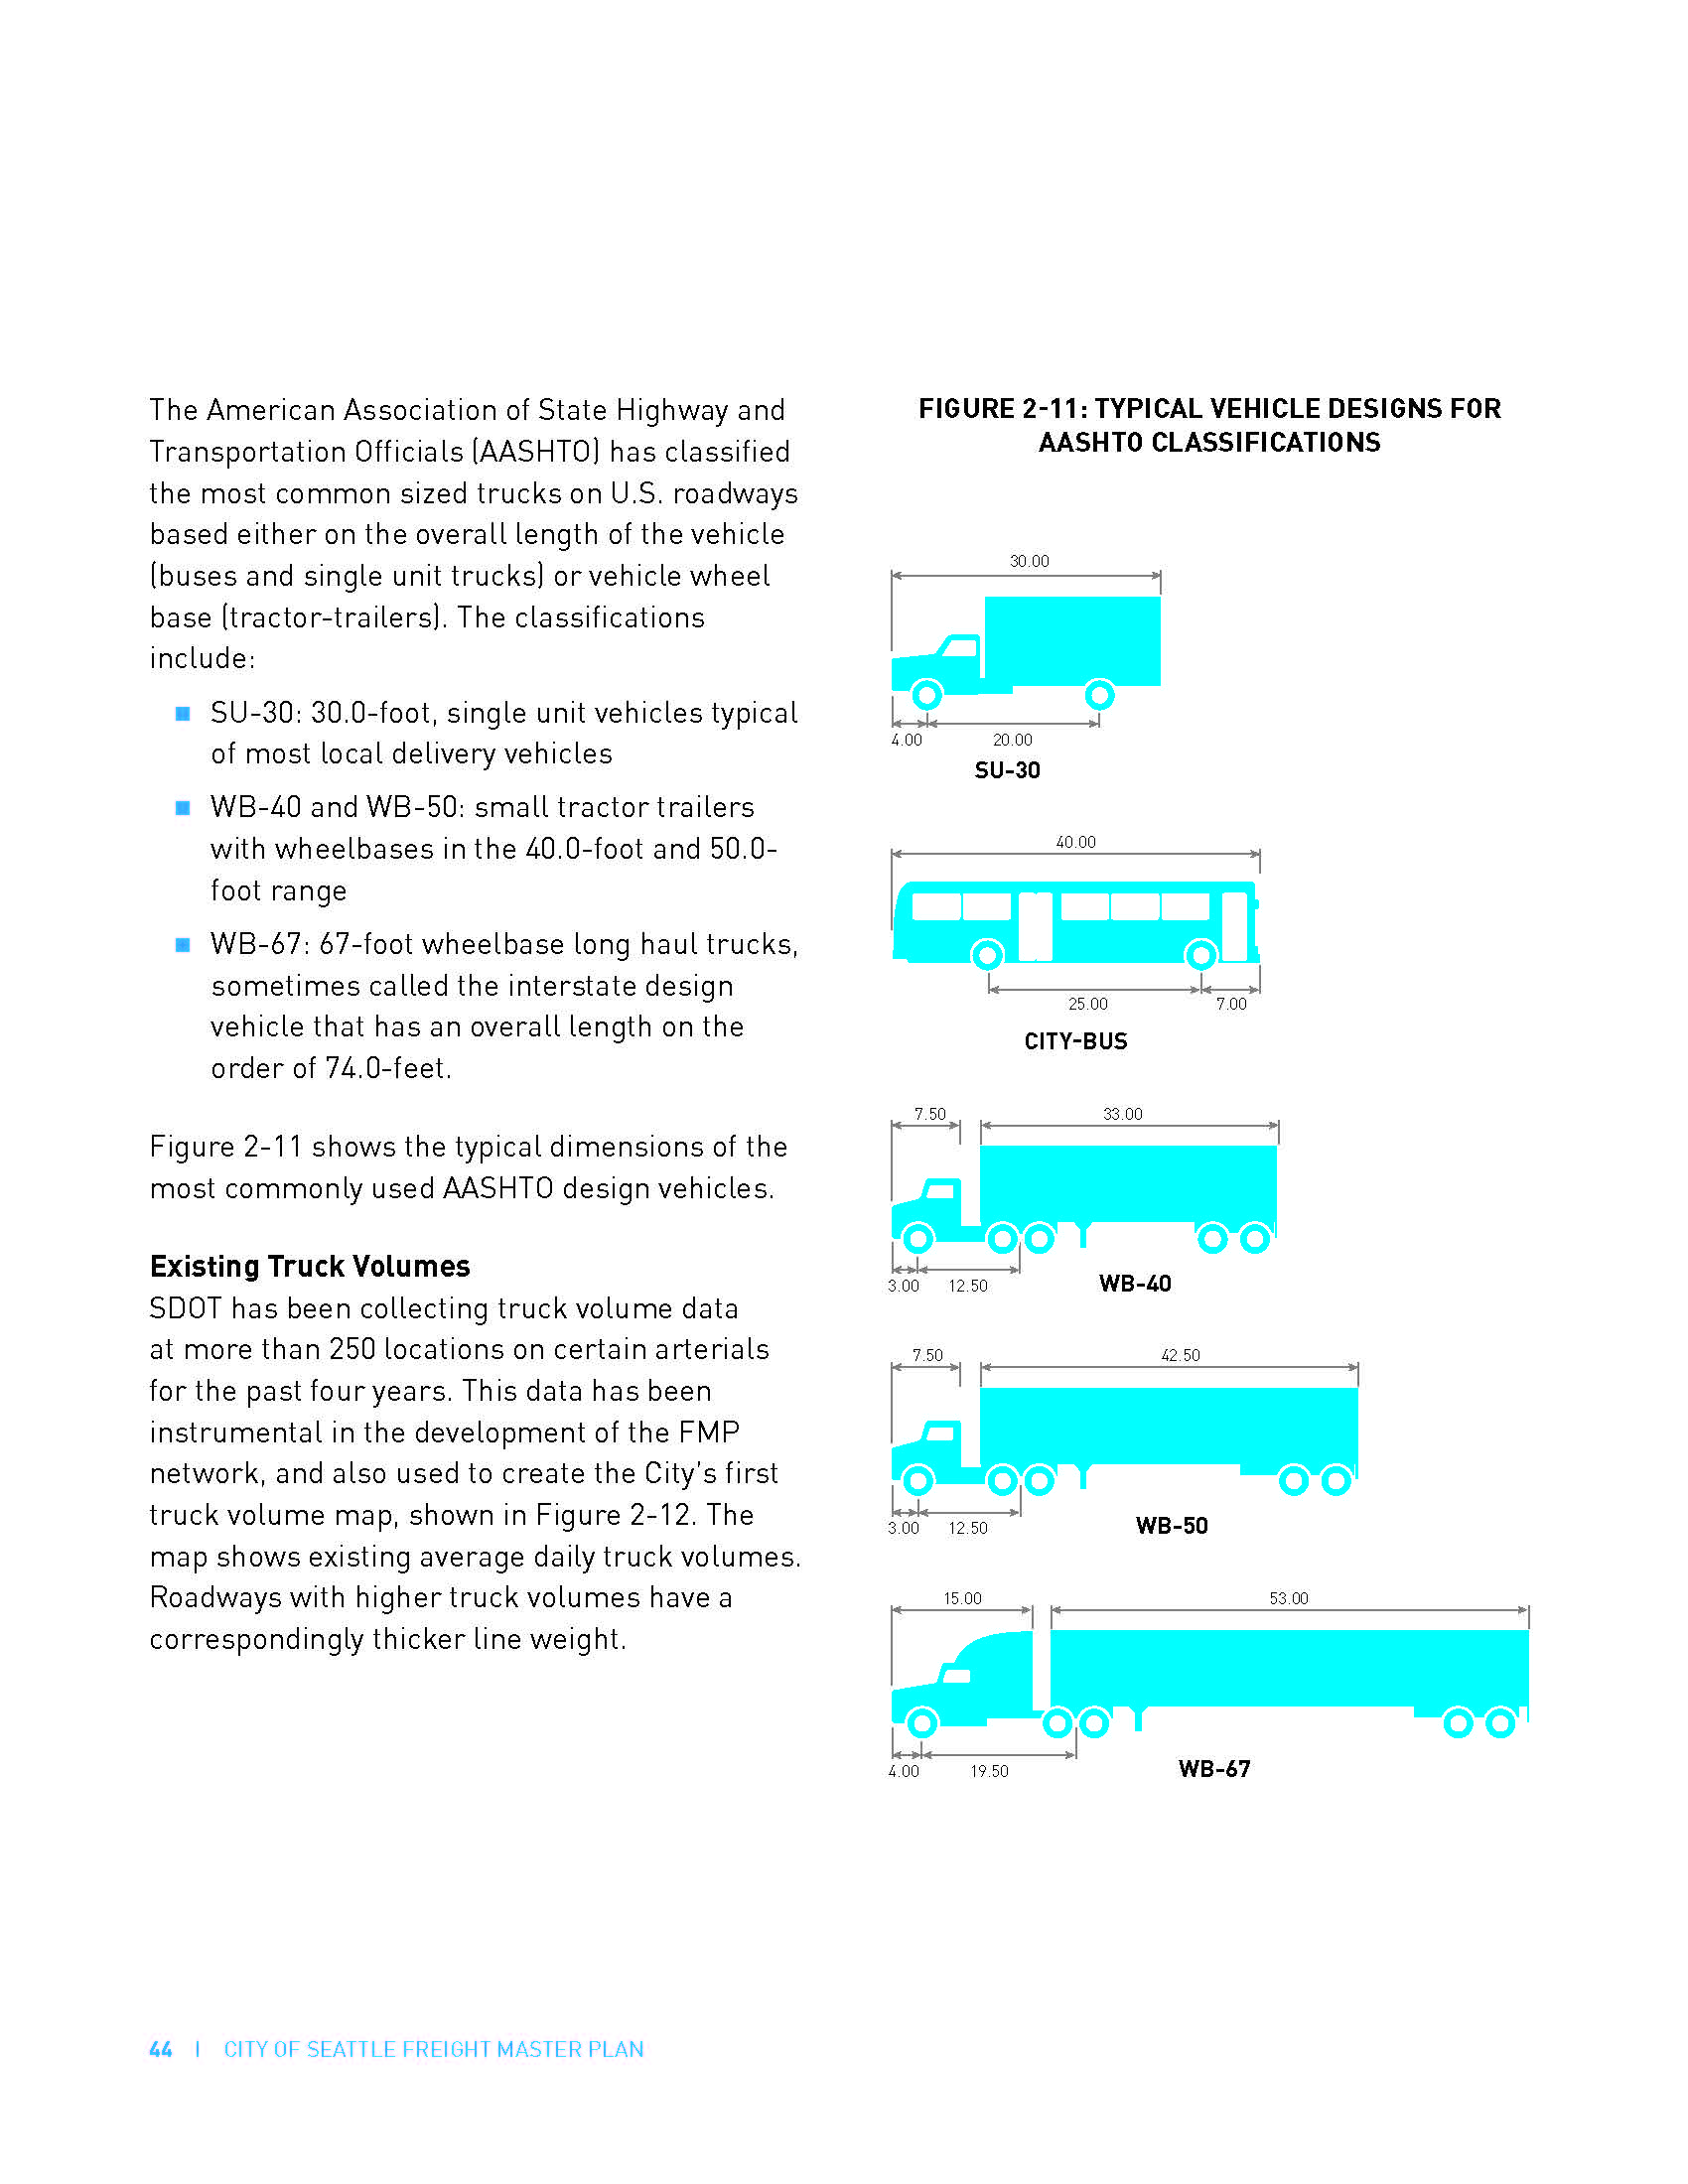 The American Association of State Highway and
Transportation Officials (AASHTO) has classified
the most common sized trucks on U.S. roadways
based either on the overall length of the vehicle
(buses and single unit trucks) or vehicle wheel
base (tractor-trailers). The classifications
include:
SU-30: 30.0-foot, single unit vehicles typical
of most local delivery vehicles
WB-40 and WB-50: small tractor trailers
with wheelbases in the 40.0-foot and 50.0-
foot range
WB-67: 67-foot wheelbase long haul trucks,
sometimes called the interstate design
vehicle that has an overall length on the
order of 74.0-feet.
Figure 2-11 shows the typical dimensions of the
most commonly used AASHTO design vehicles.
Existing Truck Volumes
SDOT has been collecting truck volume data
at more than 250 locations on certain arterials
for the past four years. This data has been
instrumental in the development of the FMP
network, and also used to create the City's first
truck volume map, shown in Figure 2-12. The
map shows existing average daily truck volumes.
Roadways with higher truck volumes have a
correspondingly thicker line weight.
FIGURE 2-11: TYPICAL VEHICLE DESIGNS FOR
AASHTO CLASSIFICATIONS
30.00
4.00 20.00
SU-30
40.00
25.00 7.00
CITY-BUS
7.50 33.00
3.00 12.50
WB-40
7.50 42.50
3.00 12.50
WB-50
15.00 53.00
4.00 19.50
WB-67
44 | CITY OF SEATTLE FREIGHT MASTER PLAN